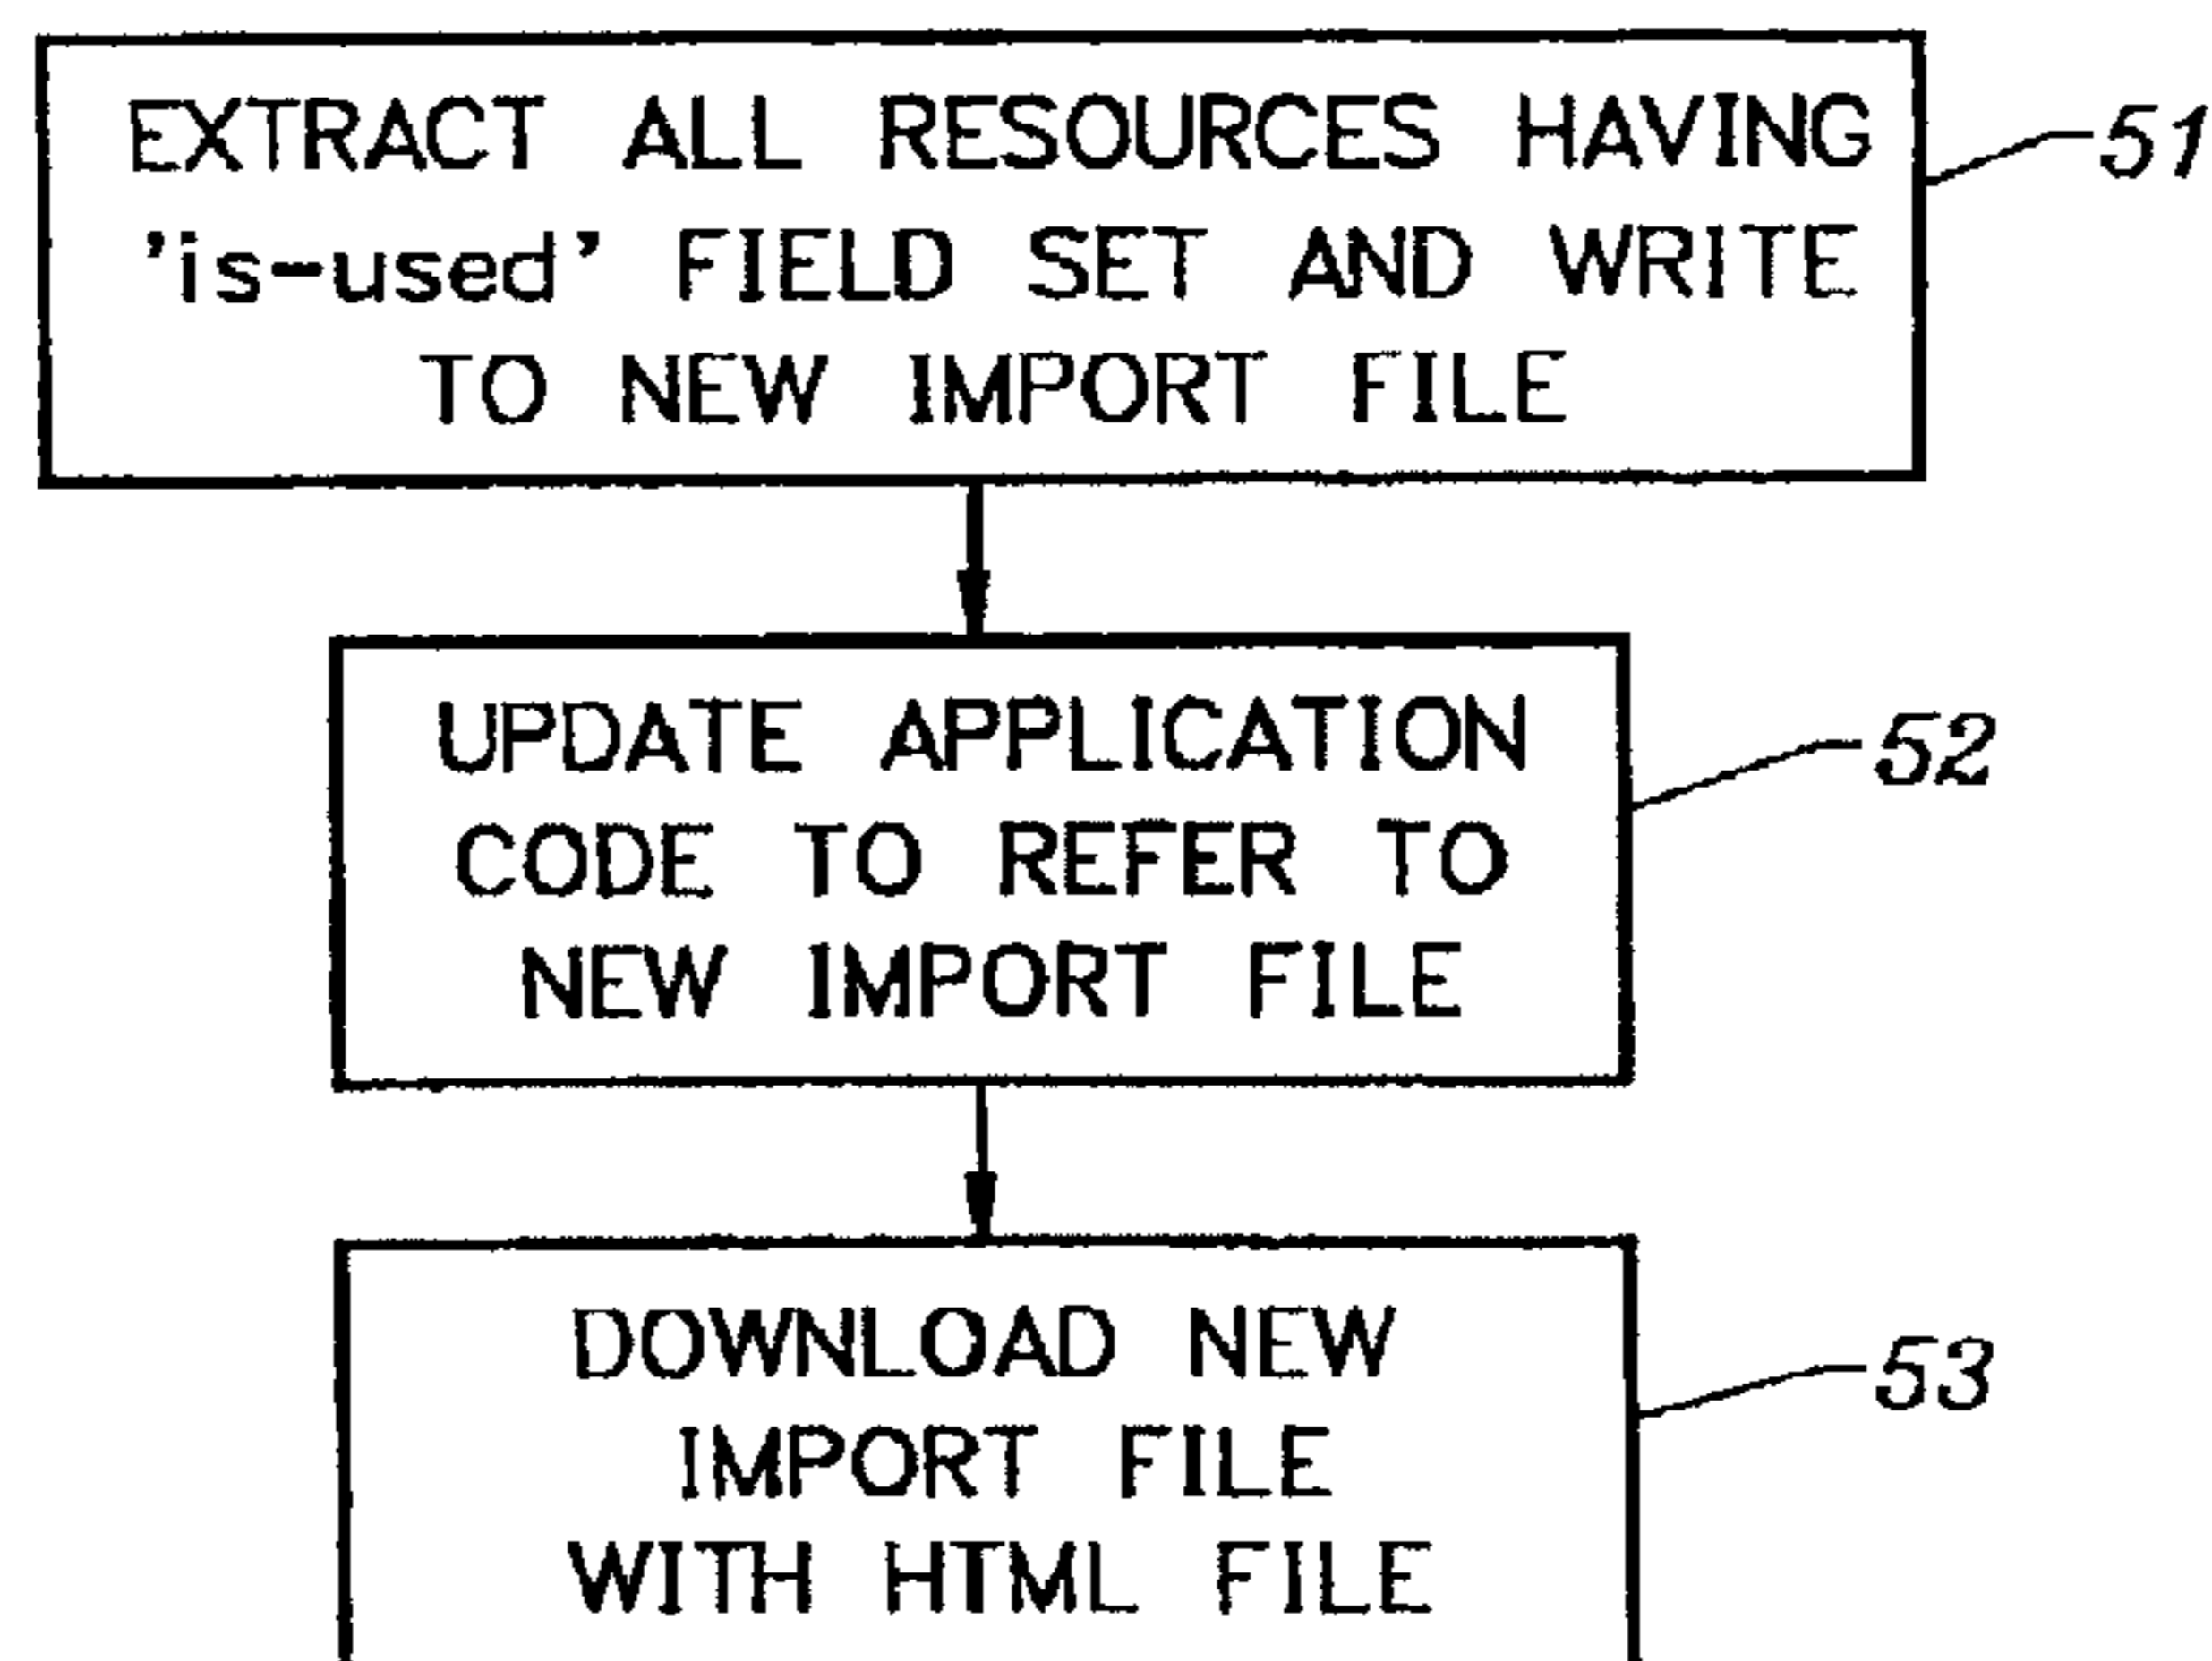 EXTRACT ALL RESOURCES HAVING
'is-used' FIELD SET AND WRITE
TO NEW IMPORT FILE
51
UPDATE APPLICATION
CODE TO REFER TO
NEW IMPORT FILE
52
DOWNLOAD NEW
IMPORT FILE
WITH HTML FILE
53